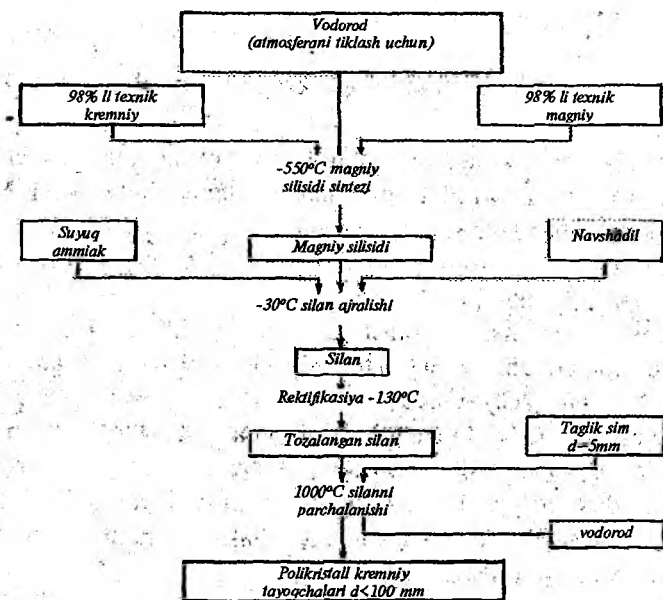 Vodorod
(atmosferani tiklash uchun)
98% li texnik
kremniy
98% li texnik
magniy
-550°C magniy
silisidi sintezi
Suyuq
ammiak
Magniy silisidi
Navshadil
-30°C silan ajralishi
Silan
Rektifikasiya -130°C
Tozalangan silan
Taglik sim
d=5mm
1000°C silanni
parchalanishi
vodorod
Polikristall kremniy
tayoqchalari d<100 mm